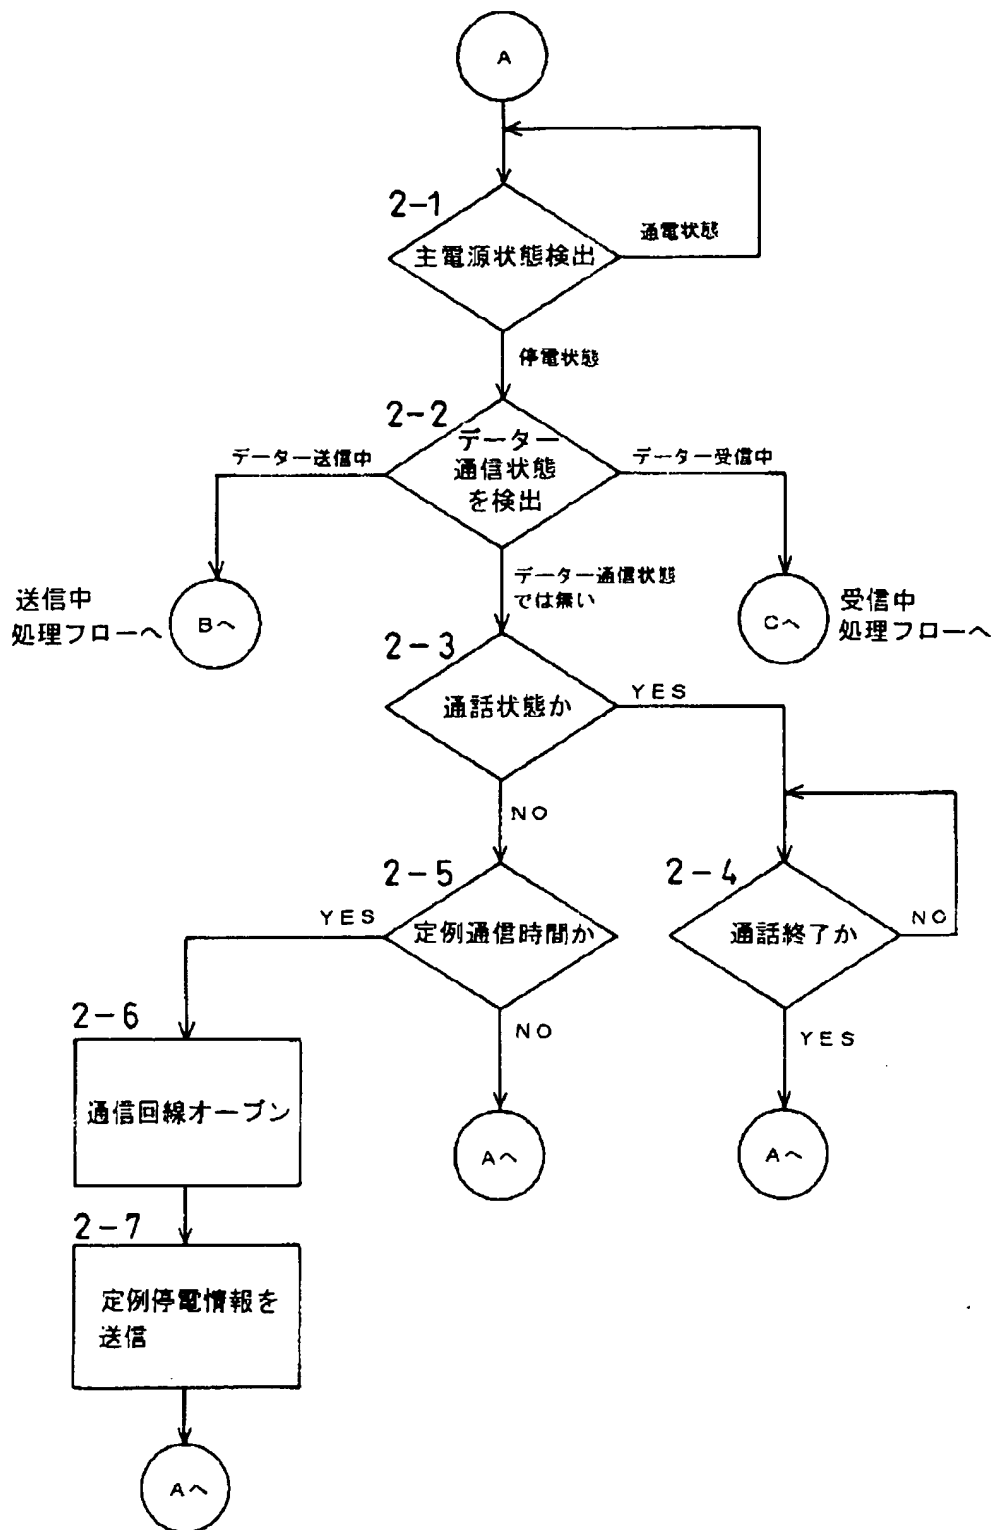 A
2-1
主電源状態検出
通電状態
停電状態
2-2
データー
通信状態
を検出
データー送信中
データー受信中
送信中
処理フローへ
Bへ
データー通信状態
では無い
Cへ
受信中
処理フローへ
2-3
通話状態か
YES
NO
2-5
定例通信時間か
YES
2-4
通話終了か
NO
2-6
通信回線オープン
NO
YES
Aへ
Aへ
2-7
定例停電情報を
送信
Aへ